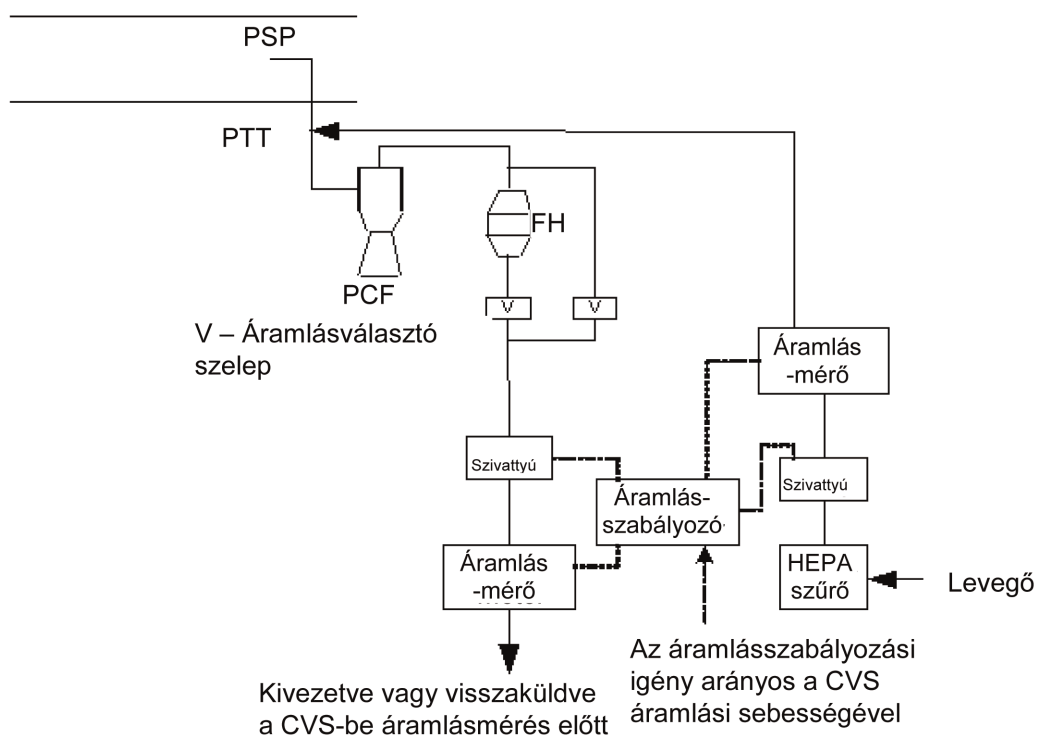 PSP
PTT
FH
PCF
V
V
V – Áramlásválasztó
szelep
Áramlás
-mérő
Szivattyú
Szivattyú
Áramlás-
szabályozó
Áramlás
-mérő
HEPA
szűrő
Levegő
Kivezetve vagy visszaküldve
a CVS-be áramlásmérés előtt
Az áramlásszabályozási
igény arányos a CVS
áramlási sebességével